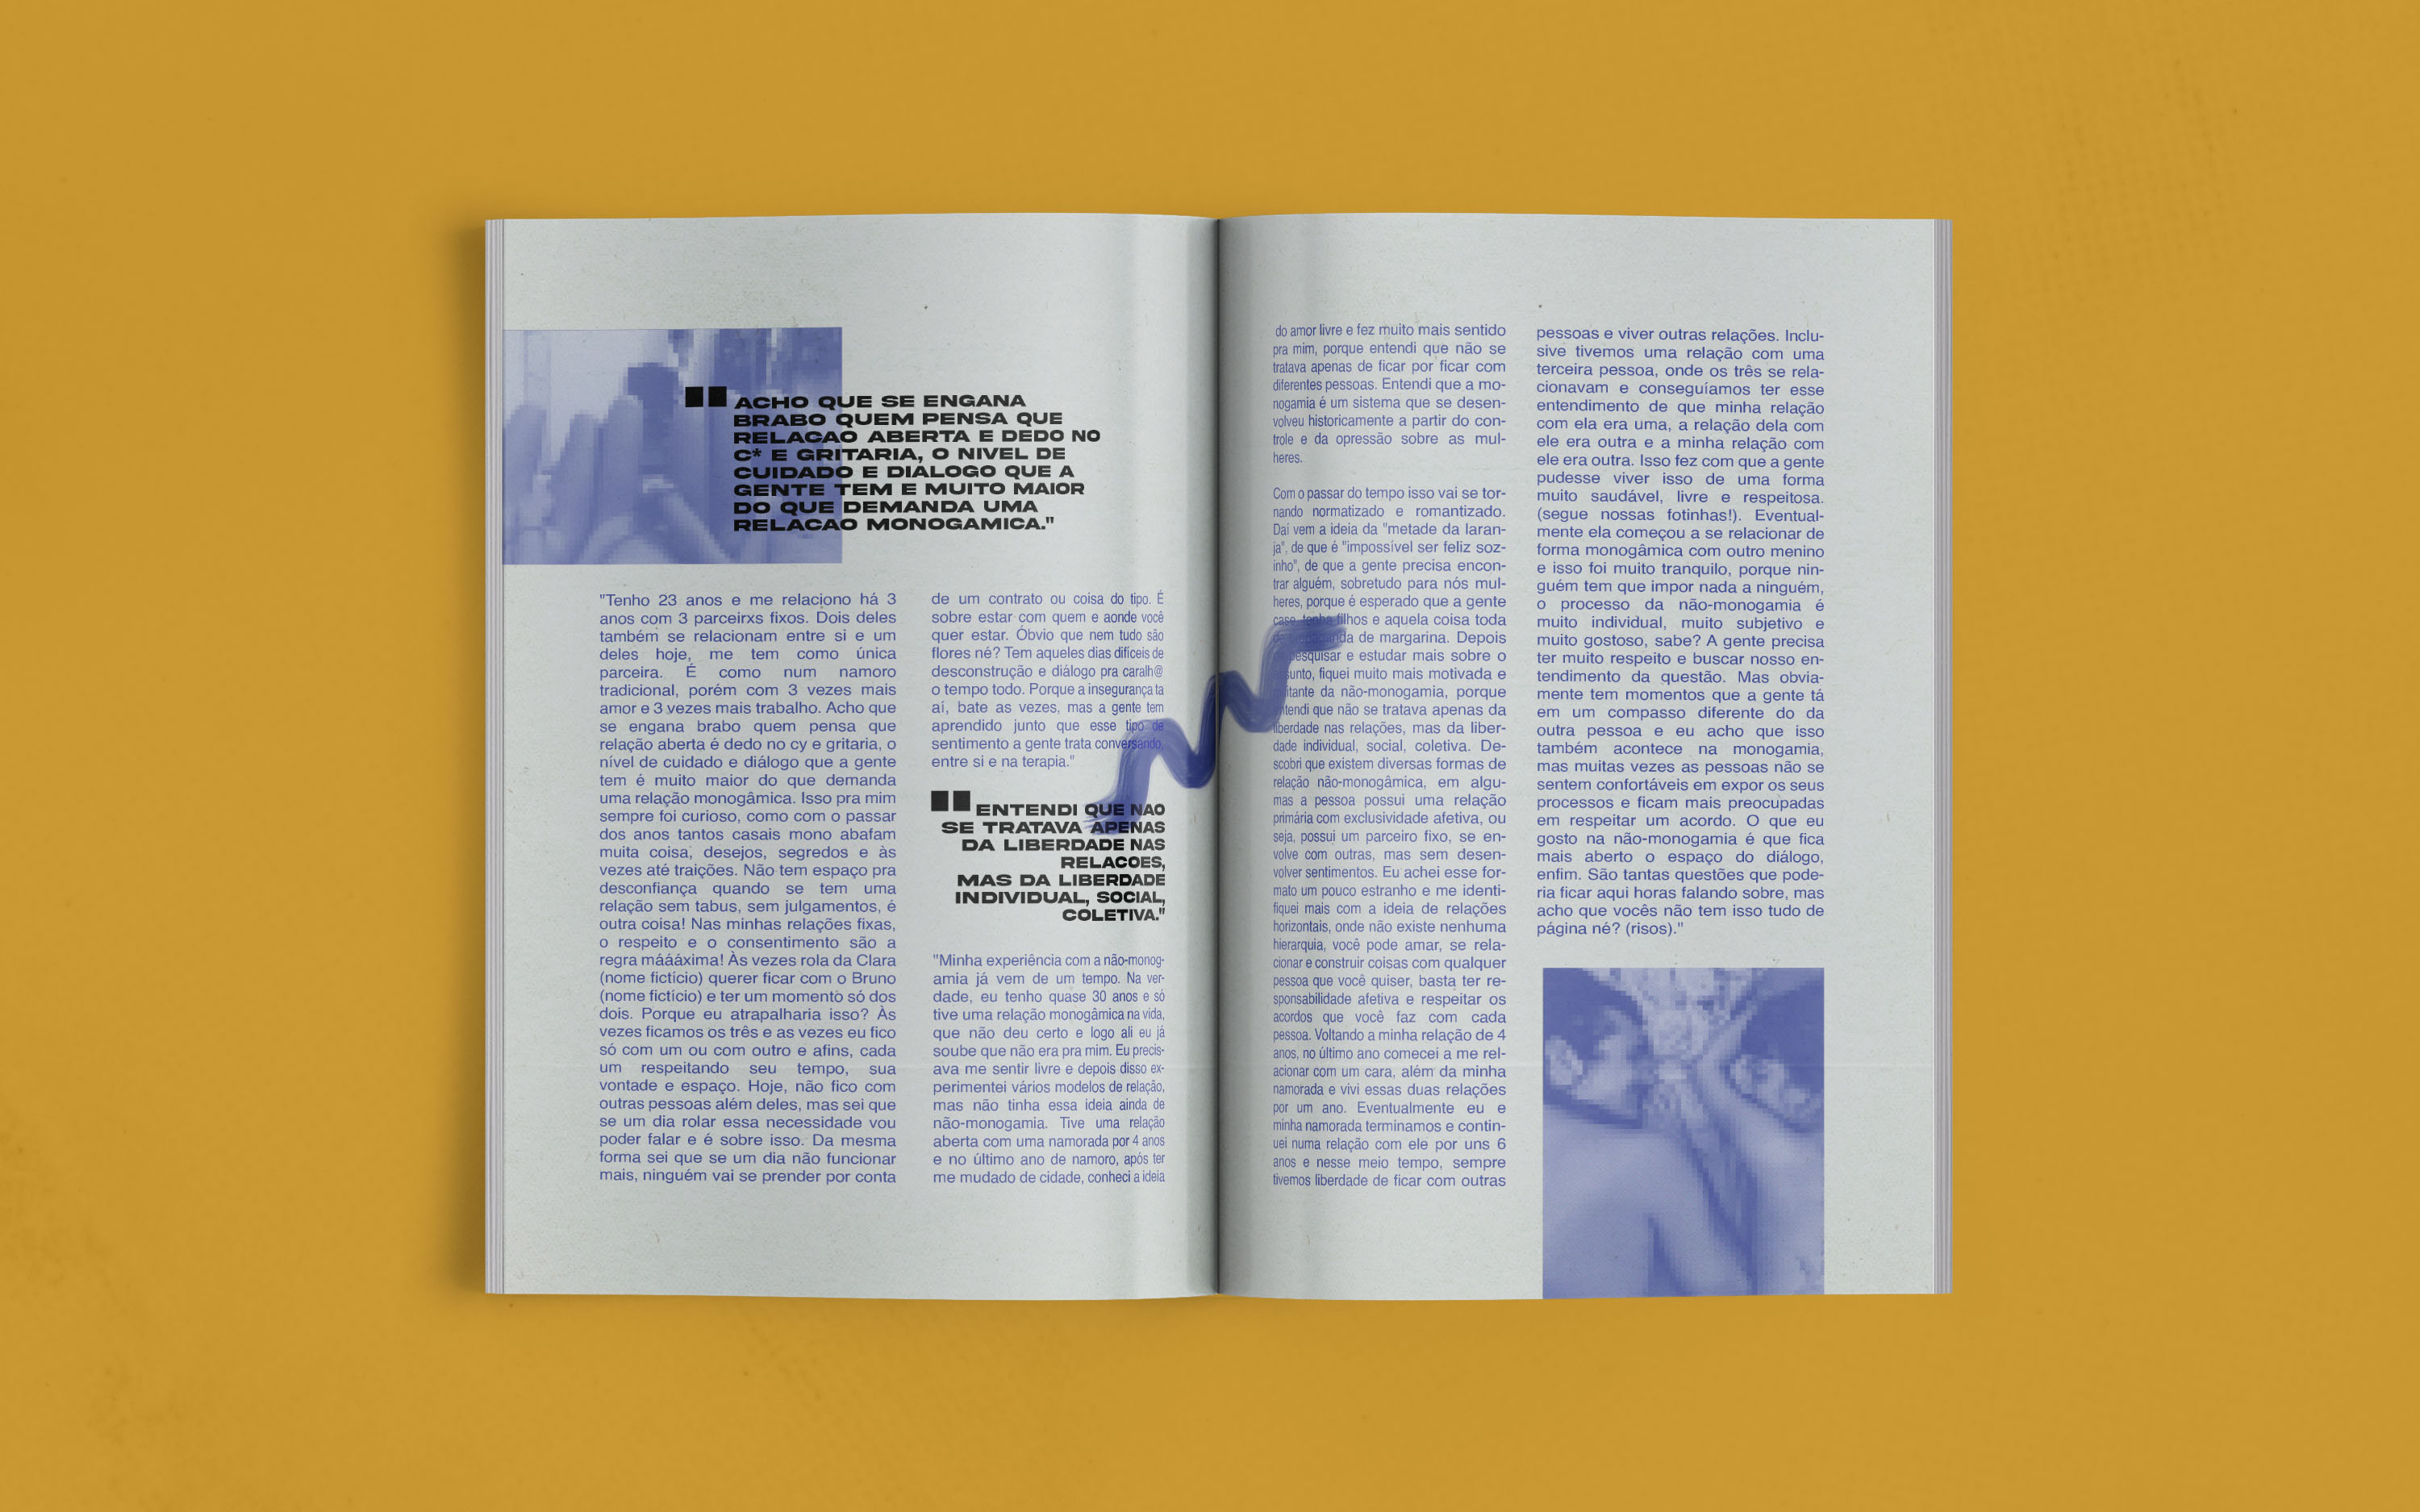 "ACHO QUE SE ENGANA
BRABO QUEM PENSA QUE
RELACAO ABERTA E DEDO NO
C* E GRITARIA, O NIVEL DE
CUIDADO E DIALOGO QUE A
GENTE TEM E MUITO MAIOR
DO QUE DEMANDA UMA
RELACAO MONOGAMICA."
"Tenho 23 anos e me relaciono há 3
anos com 3 parceirxs fixos. Dois deles
também se relacionam entre si e um
deles hoje, me tem como única
parceira. É como num namoro
tradicional, porém com 3 vezes mais
amor e 3 vezes mais trabalho. Acho que
se engana brabo quem pensa que
relação aberta é dedo no cy e gritaria, o
nível de cuidado e diálogo que a gente
tem é muito maior do que demanda
uma relação monogâmica. Isso pra mim
sempre foi curioso, como com o passar
dos anos tantos casais mono abafam
muita coisa, desejos, segredos e às
vezes até traições. Não tem espaço pra
desconfiança quando se tem uma
relação sem tabus, sem julgamentos, é
outra coisa! Nas minhas relações fixas,
o respeito e o consentimento são a
regra máááxima! Às vezes rola da Clara
(nome fictício) querer ficar com o Bruno
(nome fictício) e ter um momento só dos
dois. Porque eu atrapalharia isso? Às
vezes ficamos os três e as vezes eu fico
só com um ou com outro e afins, cada
um respeitando seu tempo, sua
vontade e espaço. Hoje, não fico com
outras pessoas além deles, mas sei que
se um dia rolar essa necessidade vou
poder falar e é sobre isso. Da mesma
forma sei que se um dia não funcionar
mais, ninguém vai se prender por conta
de um contrato ou coisa do tipo. É
sobre estar com quem e aonde você
quer estar. Óbvio que nem tudo são
flores né? Tem aqueles dias difíceis de
desconstrução e diálogo pra caralh@
o tempo todo. Porque a insegurança ta
aí, bate as vezes, mas a gente tem
aprendido junto que esse tipo de
sentimento a gente trata conversando,
entre si e na terapia."
"ENTENDI QUE NAO
SE TRATAVA APENAS
DA LIBERDADE NAS
RELACOES,
MAS DA LIBERDADE
INDIVIDUAL, SOCIAL,
COLETIVA."
"Minha experiência com a não-monog-
amia já vem de um tempo. Na ver-
dade, eu tenho quase 30 anos e só
tive uma relação monogâmica na vida,
que não deu certo e logo ali eu já
soube que não era pra mim. Eu precis-
ava me sentir livre e depois disso ex-
perimentei vários modelos de relação,
mas não tinha essa ideia ainda de
não-monogamia. Tive uma relação
aberta com uma namorada por 4 anos
e no último ano de namoro, após ter
me mudado de cidade, conheci a ideia
do amor livre e fez muito mais sentido
pra mim, porque entendi que não se
tratava apenas de ficar por ficar com
diferentes pessoas. Entendi que a mo-
nogamia é um sistema que se desen-
volveu historicamente a partir do con-
trole e da opressão sobre as mul-
heres.
Com o passar do tempo isso vai se tor-
nando normatizado e romantizado.
Daí vem a ideia da "metade da laran-
ja", de que é "impossível ser feliz soz-
inho", de que a gente precisa encon-
trar alguém, sobretudo para nós mul-
heres, porque é esperado que a gente
case, tenha filhos e aquela coisa toda
de margarina. Depois
pesquisar e estudar mais sobre o
assunto, fiquei muito mais motivada e
da não-monogamia, porque
entendi que não se tratava apenas da
liberdade nas relações, mas da liber-
dade individual, social, coletiva. De-
scobri que existem diversas formas de
relação não-monogâmica, em algu-
mas a pessoa possui uma relação
primária com exclusividade afetiva, ou
seja, possui um parceiro fixo, se en-
volve com outras, mas sem desen-
volver sentimentos. Eu achei esse for-
mato um pouco estranho e me identi-
fiquei mais com a ideia de relações
horizontais, onde não existe nenhuma
hierarquia, você pode amar, se rela-
cionar e construir coisas com qualquer
pessoa que você quiser, basta ter re-
sponsabilidade afetiva e respeitar os
acordos que você faz com cada
pessoa. Voltando a minha relação de 4
anos, no último ano comecei a me rel-
acionar com um cara, além da minha
namorada e vivi essas duas relações
por um ano. Eventualmente eu e
minha namorada terminamos e contin-
uei numa relação com ele por uns 6
anos e nesse meio tempo, sempre
tivemos liberdade de ficar com outras
pessoas e viver outras relações. Inclu-
sive tivemos uma relação com uma
terceira pessoa, onde os três se rela-
cionavam e conseguíamos ter esse
entendimento de que minha relação
com ela era uma, a relação dela com
ele era outra e a minha relação com
ele era outra. Isso fez com que a gente
pudesse viver isso de uma forma
muito saudável, livre e respeitosa.
(segue nossas fotinhas!). Eventual-
mente ela começou a se relacionar de
forma monogâmica com outro menino
e isso foi muito tranquilo, porque nin-
guém tem que impor nada a ninguém,
o processo da não-monogamia é
muito individual, muito subjetivo e
muito gostoso, sabe? A gente precisa
ter muito respeito e buscar nosso en-
tendimento da questão. Mas obvia-
mente tem momentos que a gente tá
em um compasso diferente do da
outra pessoa e eu acho que isso
também acontece na monogamia,
mas muitas vezes as pessoas não se
sentem confortáveis em expor os seus
processos e ficam mais preocupadas
em respeitar um acordo. O que eu
gosto na não-monogamia é que fica
mais aberto o espaço do diálogo,
enfim. São tantas questões que pode-
ria ficar aqui horas falando sobre, mas
acho que vocês não tem isso tudo de
página né? (risos)."